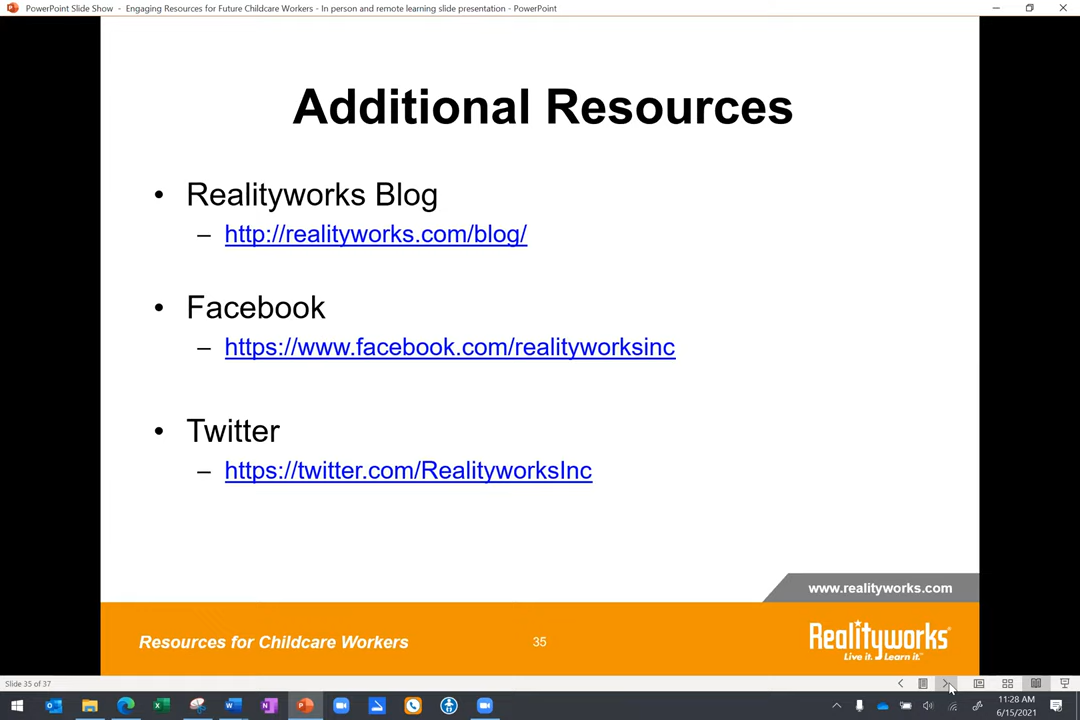 PowerPoint Slide Show - Engaging Resources for Future Childcare Workers - In person and remote learning slide presentation - PowerPoint
Additional Resources
• Realityworks Blog
– http://realityworks.com/blog/
• Facebook
– https://www.facebook.com/realityworksinc
• Twitter
– https://twitter.com/RealityworksInc
www.realityworks.com
Resources for Childcare Workers
35
Realityworks
Live it. Learn it.™
Slide 35 of 37
11:28 AM
6/15/2021